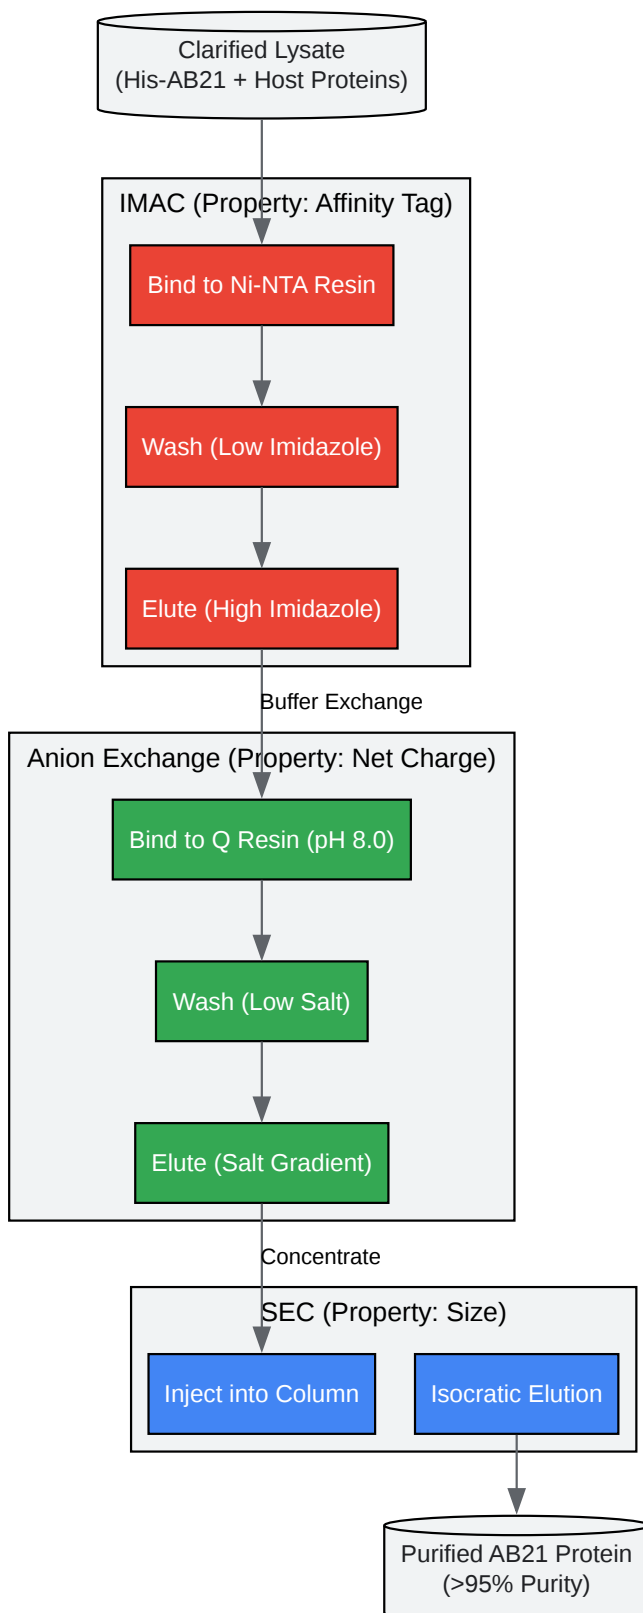 Clarified Lysate
(His-AB21 + Host Proteins)
IMAC (Property: Affinity Tag)
Bind to Ni-NTA Resin
Wash (Low Imidazole)
Elute (High Imidazole)
Buffer Exchange
Anion Exchange (Property: Net Charge)
Bind to Q Resin (pH 8.0)
Wash (Low Salt)
Elute (Salt Gradient)
Concentrate
SEC (Property: Size)
Inject into Column
Isocratic Elution
Purified AB21 Protein
(>95% Purity)